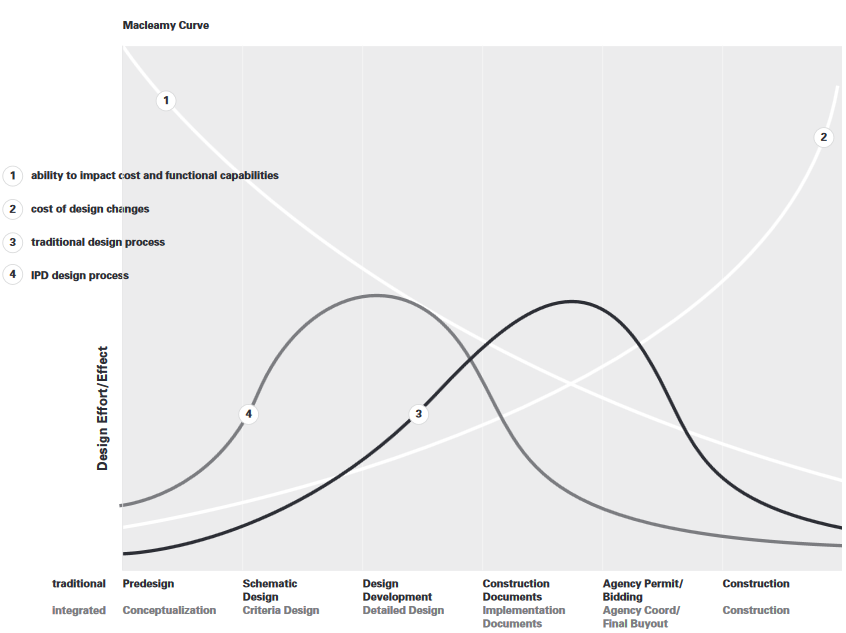 Macleamy Curve
1
2
1 ability to impact cost and functional capabilities
2 cost of design changes
3 traditional design process
4 IPD design process
Design Effort/Effect
4
3
traditional Predesign Schematic Design Construction Agency Permit/ Construction
Design Development Documents Bidding
integrated Conceptualization Criteria Design Detailed Design Implementation Agency Coord/ Construction
Documents Final Buyout